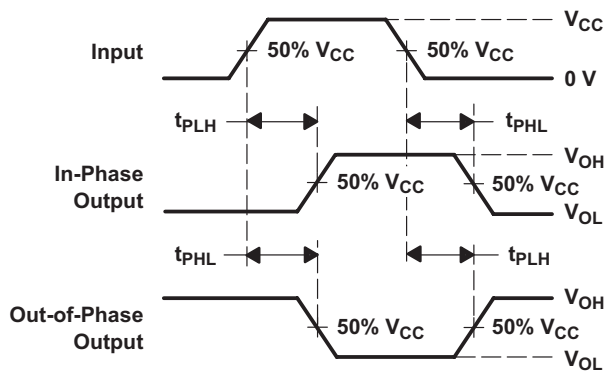 Input
50% VCC
50% VCC
VCC
0 V
tPLH
tPHL
In-Phase
Output
50% VCC
50% VCC
VOH
VOL
tPHL
tPLH
Out-of-Phase
Output
50% VCC
50% VCC
VOH
VOL